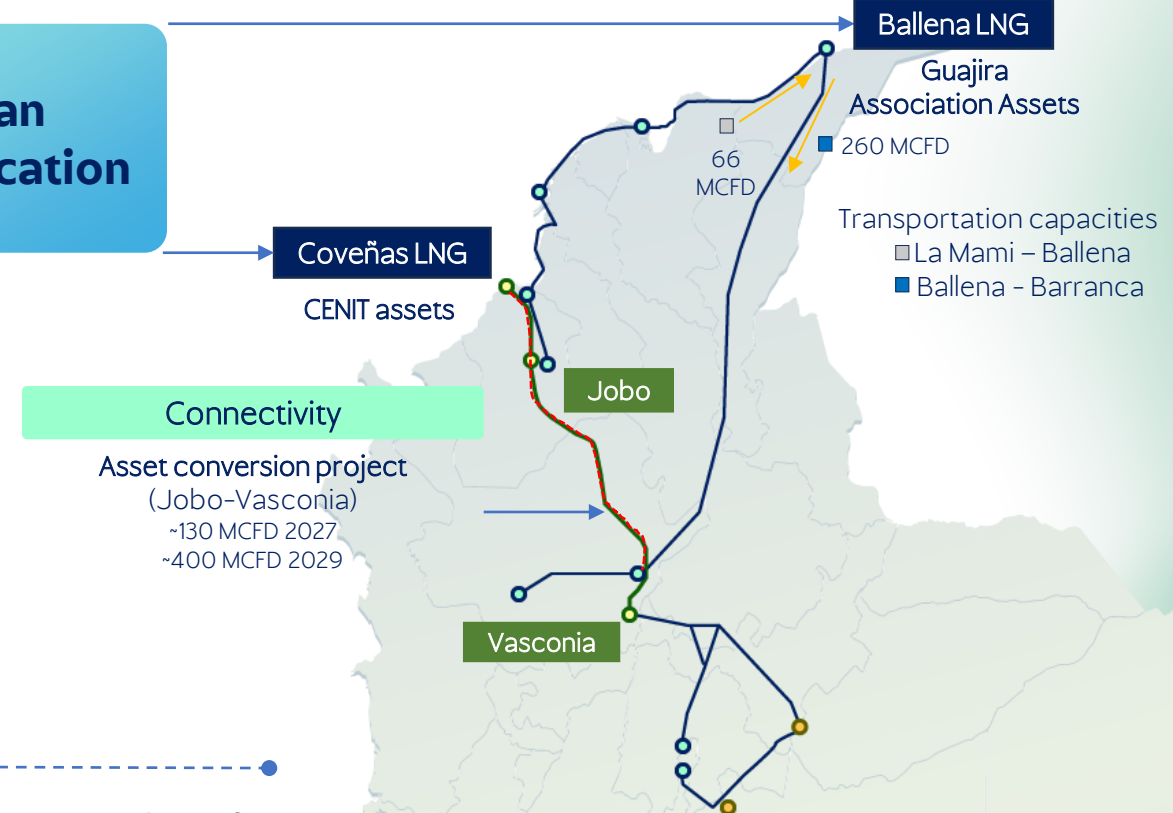 Ballena LNG
an
cation
Guajira
Association Assets
260 MCFD
66
MCFD
Transportation capacities
La Mami – Ballena
Ballena - Barranca
Coveñas LNG
CENIT assets
Jobo
Connectivity
Asset conversion project
(Jobo-Vasconia)
~130 MCFD 2027
~400 MCFD 2029
Vasconia